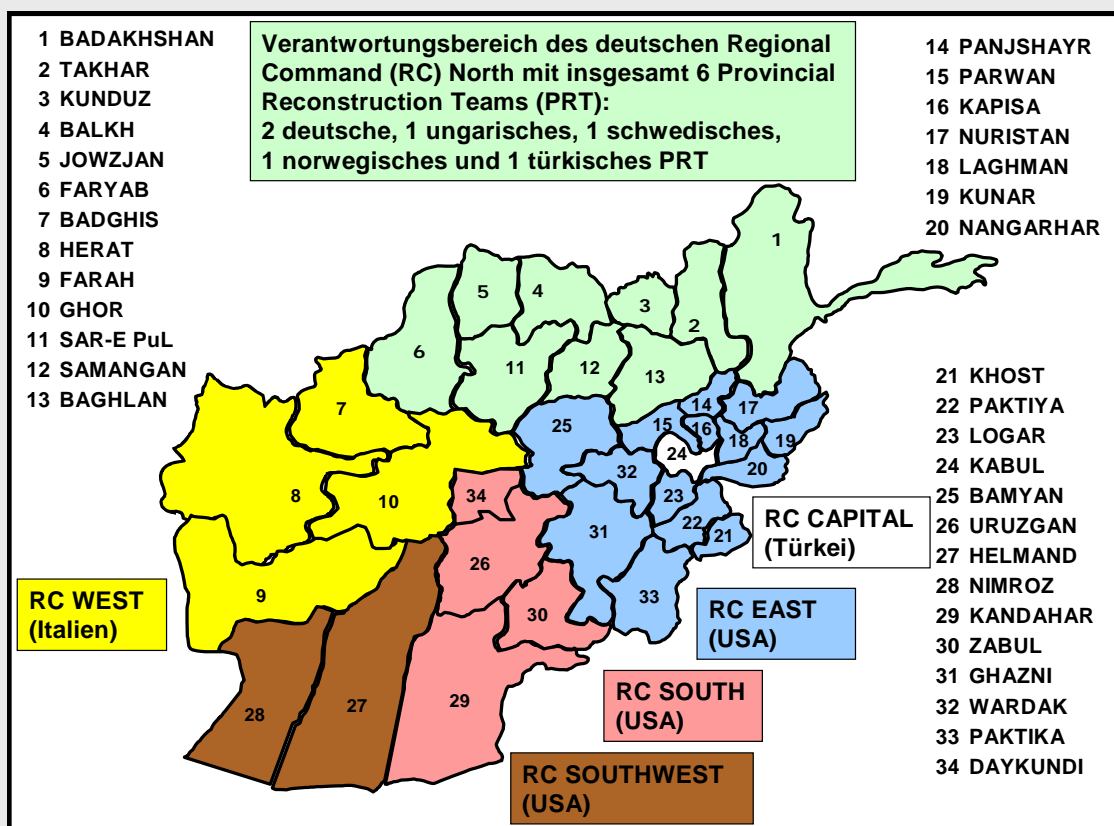 1 BADAKHSHAN
2 TAKHAR
3 KUNDUZ
4 BALKH
5 JOWZJAN
6 FARYAB
7 BADGHIS
8 HERAT
9 FARAH
10 GHOR
11 SAR-E PuL
12 SAMANGAN
13 BAGHLAN
Verantwortungsbereich des deutschen Regional
Command (RC) North mit insgesamt 6 Provincial
Reconstruction Teams (PRT):
2 deutsche, 1 ungarisches, 1 schwedisches,
1 norwegisches und 1 türkisches PRT
14 PANJSHAYR
15 PARWAN
16 KAPISA
17 NURISTAN
18 LAGHMAN
19 KUNAR
20 NANGARHAR
1
5
4
3
2
6
11
12
13
7
25
14
17
15
16
18
19
24
20
32
8
10
34
23
22
21
31
26
33
9
30
28
27
29
21 KHOST
22 PAKTIYA
23 LOGAR
24 KABUL
25 BAMYAN
26 URUZGAN
27 HELMAND
28 NIMROZ
29 KANDAHAR
30 ZABUL
31 GHAZNI
32 WARDAK
33 PAKTIKA
34 DAYKUNDI
RC CAPITAL
(Türkei)
RC WEST
(Italien)
RC EAST
(USA)
RC SOUTH
(USA)
RC SOUTHWEST
(USA)